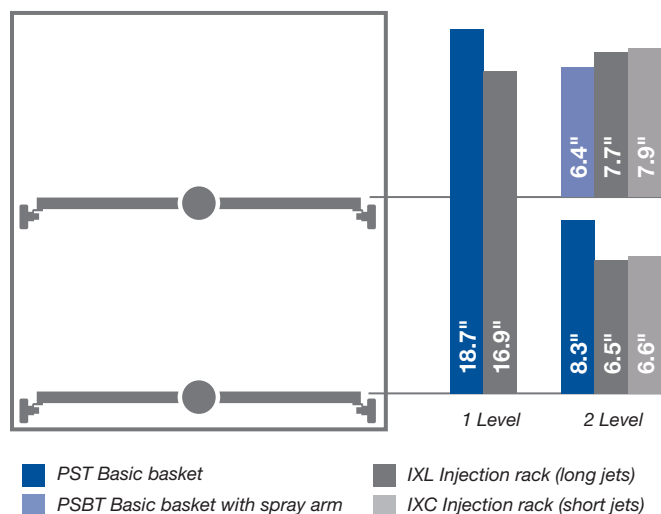 6.4"
7.7"
7.9"
18.7"
16.9"
8.3"
6.5"
6.6"
1 Level
2 Level
PST Basic basket
IXL Injection rack (long jets)
PSBT Basic basket with spray arm
IXC Injection rack (short jets)